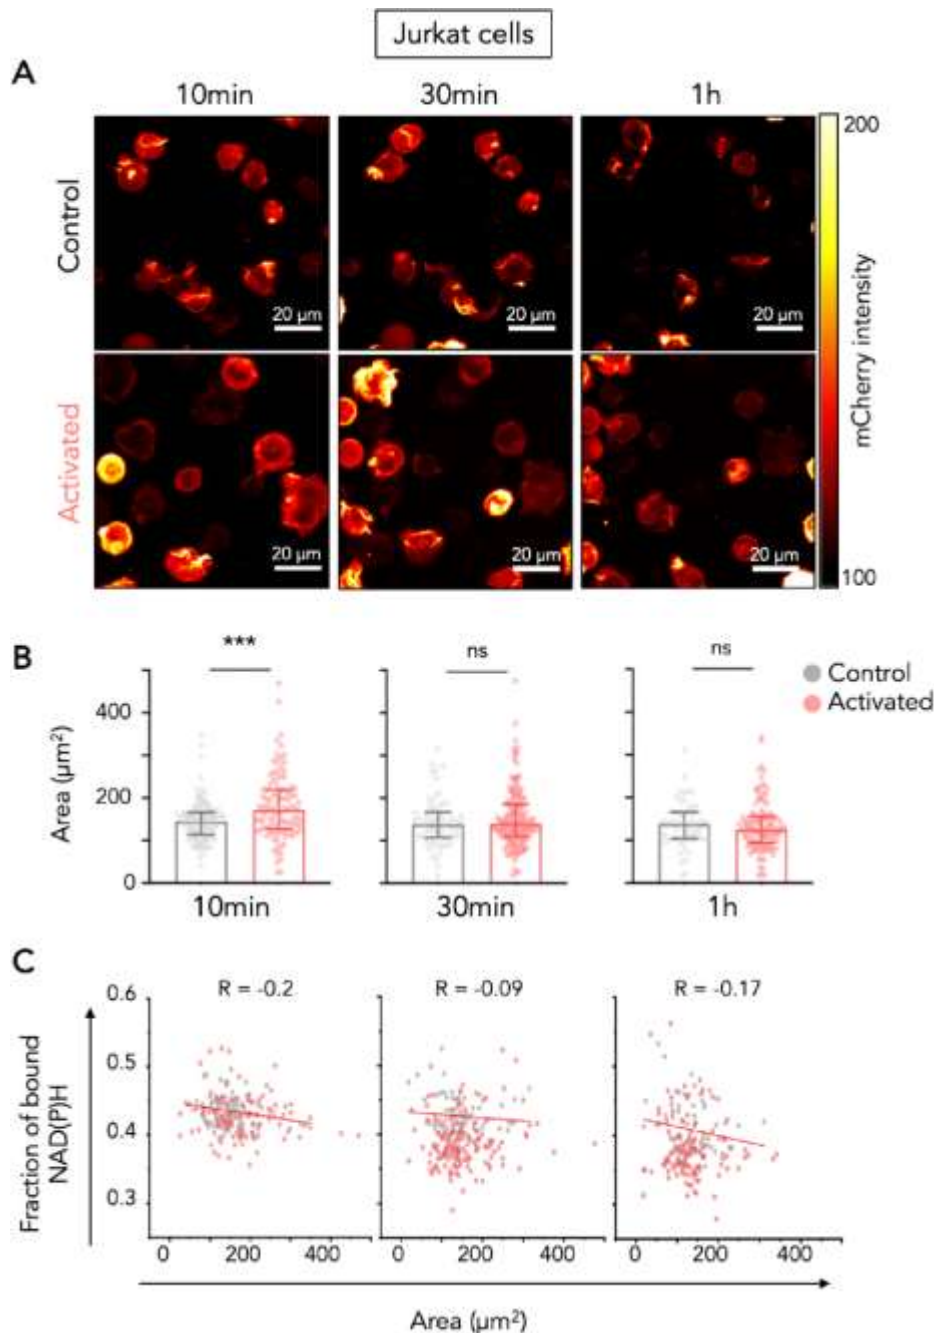 Jurkat cells
A
10min 30min 1h
Control
20 µm 20 µm 20 µm
Activated
20 µm 20 µm 20 µm
200
mCherry intensity
100
B
*** ns ns
Control
Activated
Area (µm²)
400
200
0
10min 30min 1h
C
R = -0.2 R = -0.09 R = -0.17
Fraction of bound
NAD(P)H
0.6
0.5
0.4
0.3
0 200 400 0 200 400 0 200 400
Area (µm²)